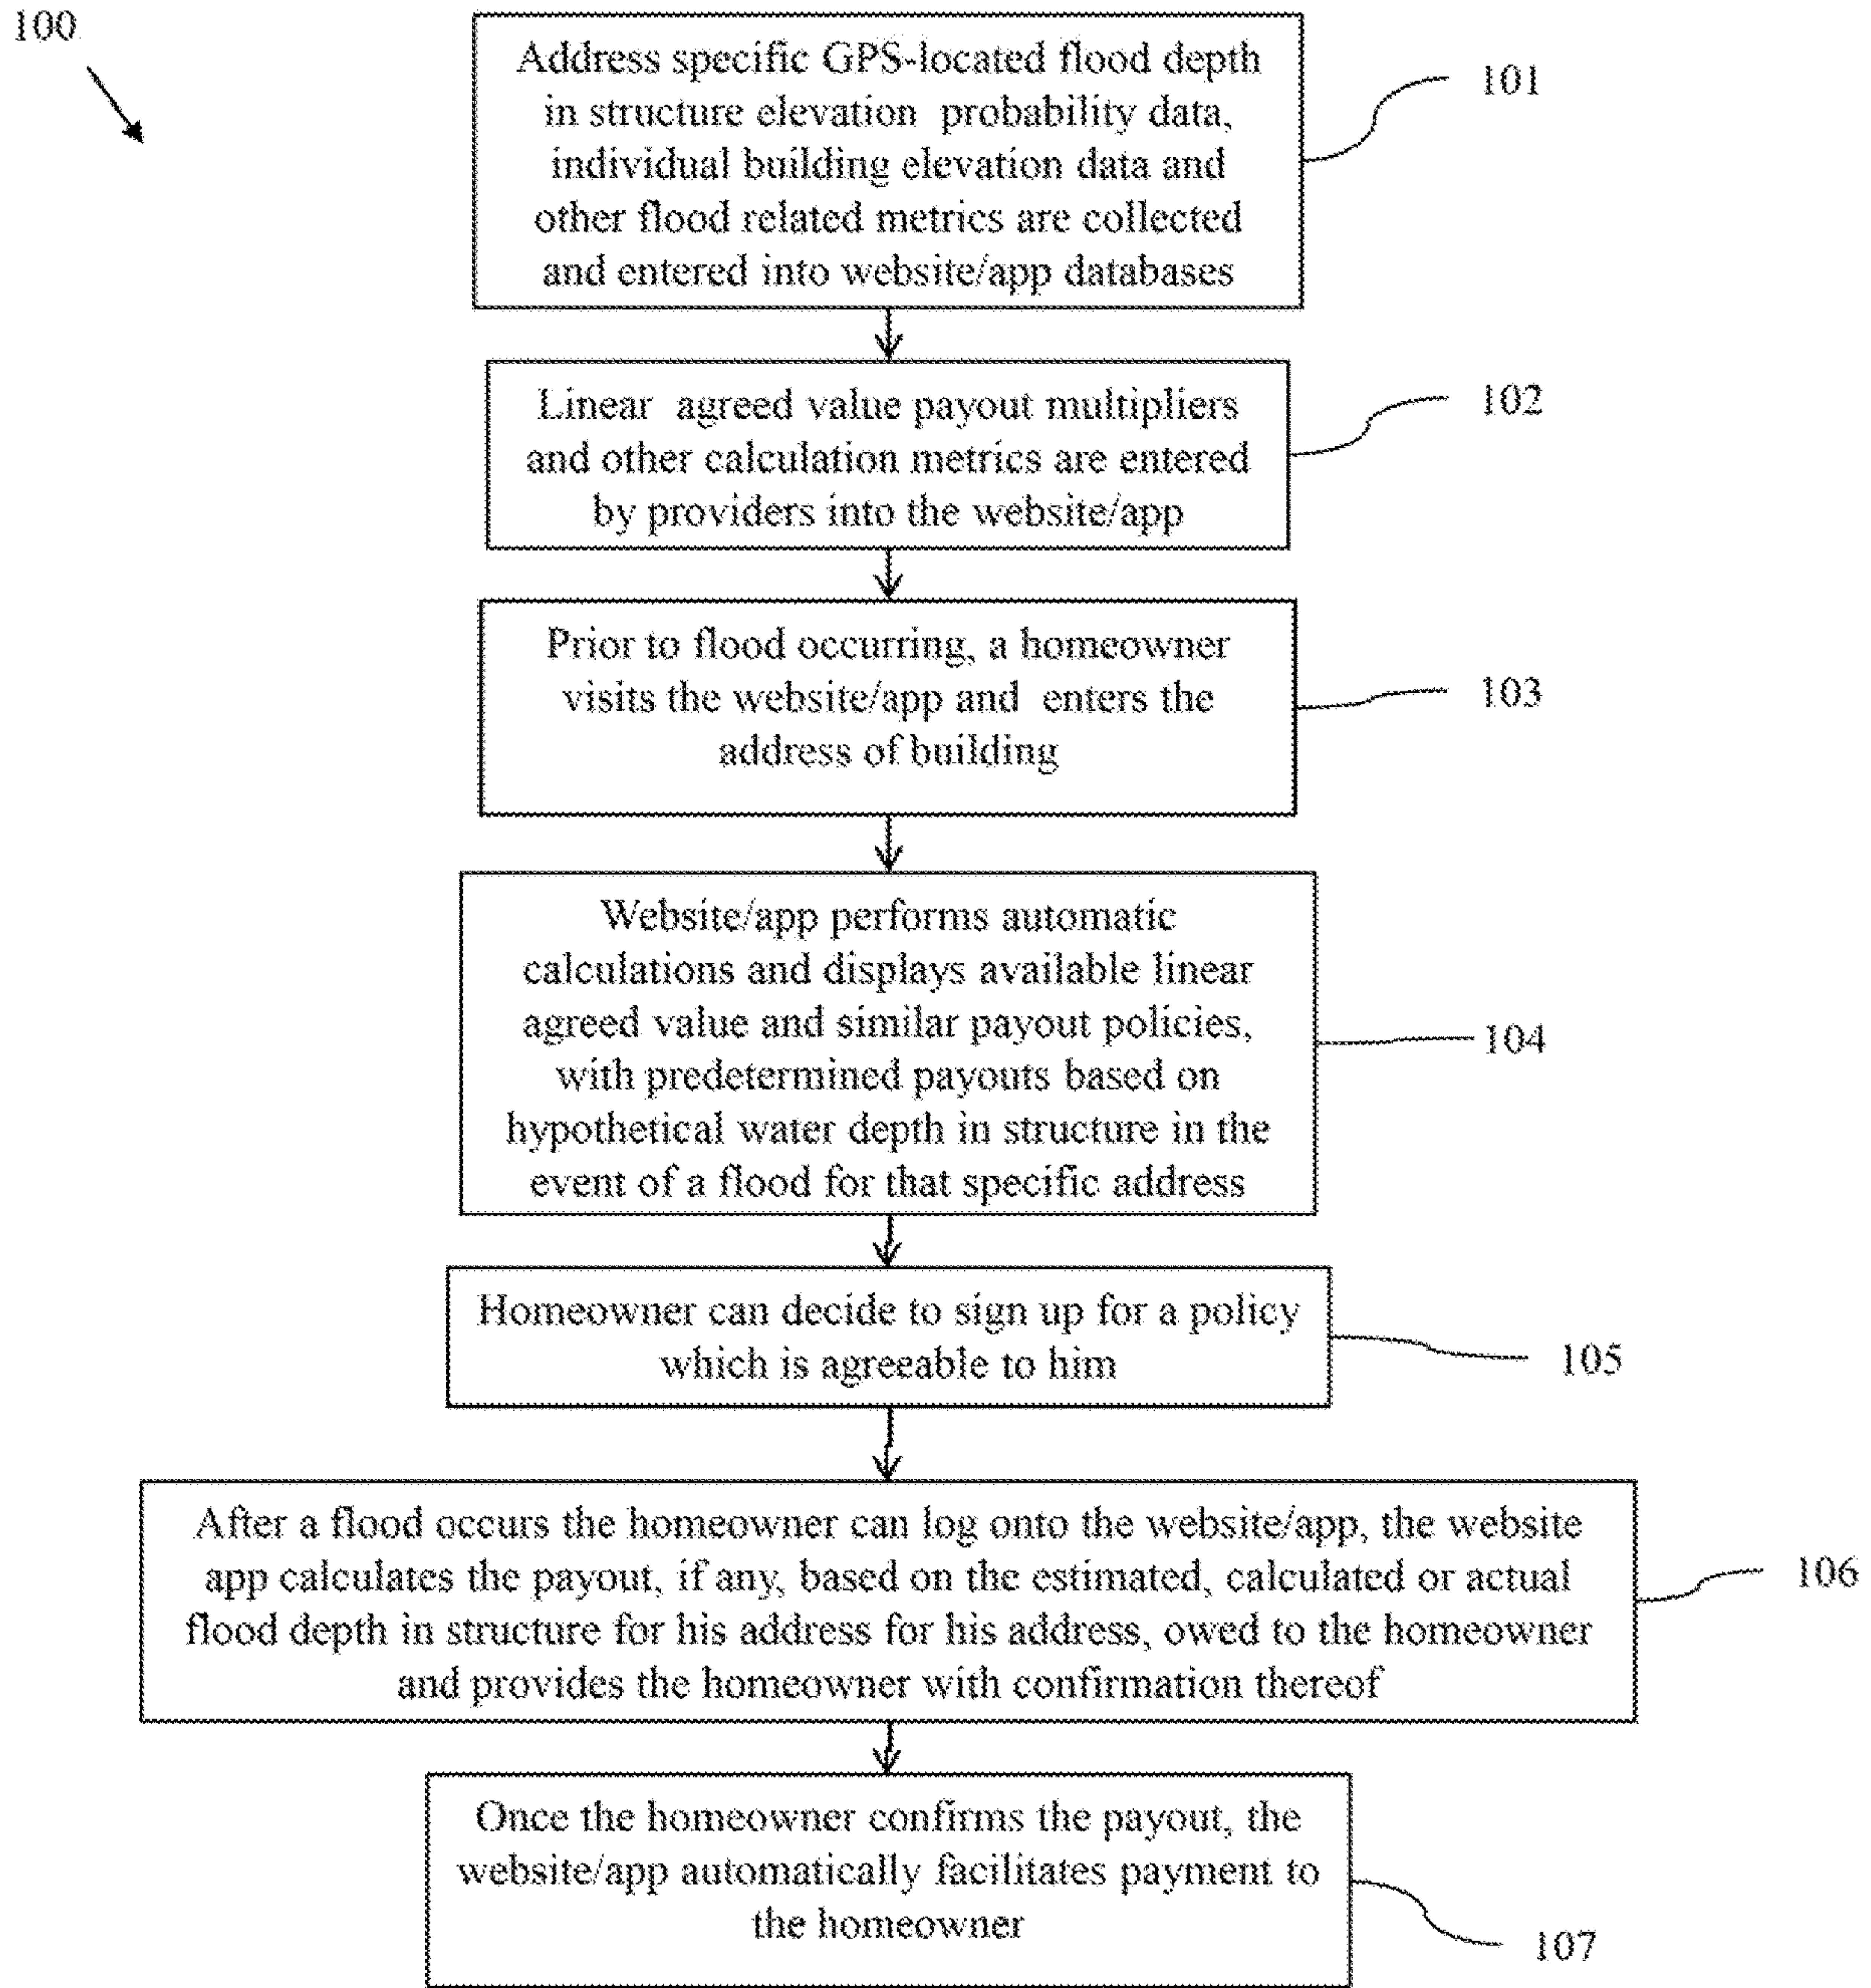 100
Address specific GPS-located flood depth
in structure elevation probability data,
individual building elevation data and
other flood related metrics are collected
and entered into website/app databases
101
Linear agreed value payout multipliers
and other calculation metrics are entered
by providers into the website/app
102
Prior to flood occurring, a homeowner
visits the website/app and enters the
address of building
103
Website/app performs automatic
calculations and displays available linear
agreed value and similar payout policies,
with predetermined payouts based on
hypothetical water depth in structure in the
event of a flood for that specific address
104
Homeowner can decide to sign up for a policy
which is agreeable to him
105
After a flood occurs the homeowner can log onto the website/app, the website
app calculates the payout, if any, based on the estimated, calculated or actual
flood depth in structure for his address for his address, owed to the homeowner
and provides the homeowner with confirmation thereof
106
Once the homeowner confirms the payout, the
website/app automatically facilitates payment to
the homeowner
107